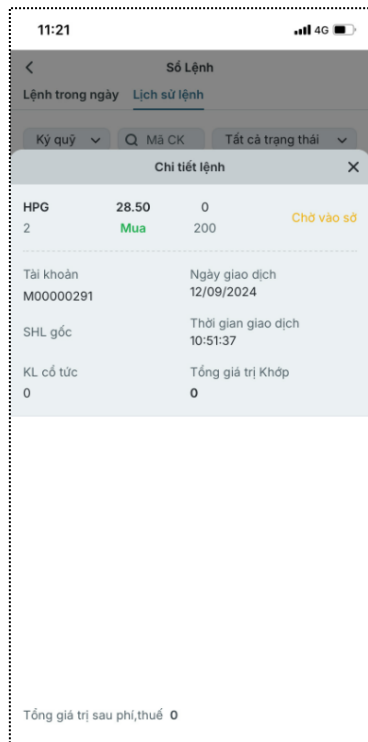 11:21 4G
Sổ Lệnh
Lệnh trong ngày Lịch sử lệnh
Ký quỹ Mã CK Tất cả trạng thái
Chi tiết lệnh
HPG 28.50 0 Chờ vào sở
2 Mua 200
Tài khoản Ngày giao dịch
M00000291 12/09/2024
SHL gốc Thời gian giao dịch
10:51:37
KL cổ tức Tổng giá trị Khớp
0 0
Tổng giá trị sau phí,thuế 0